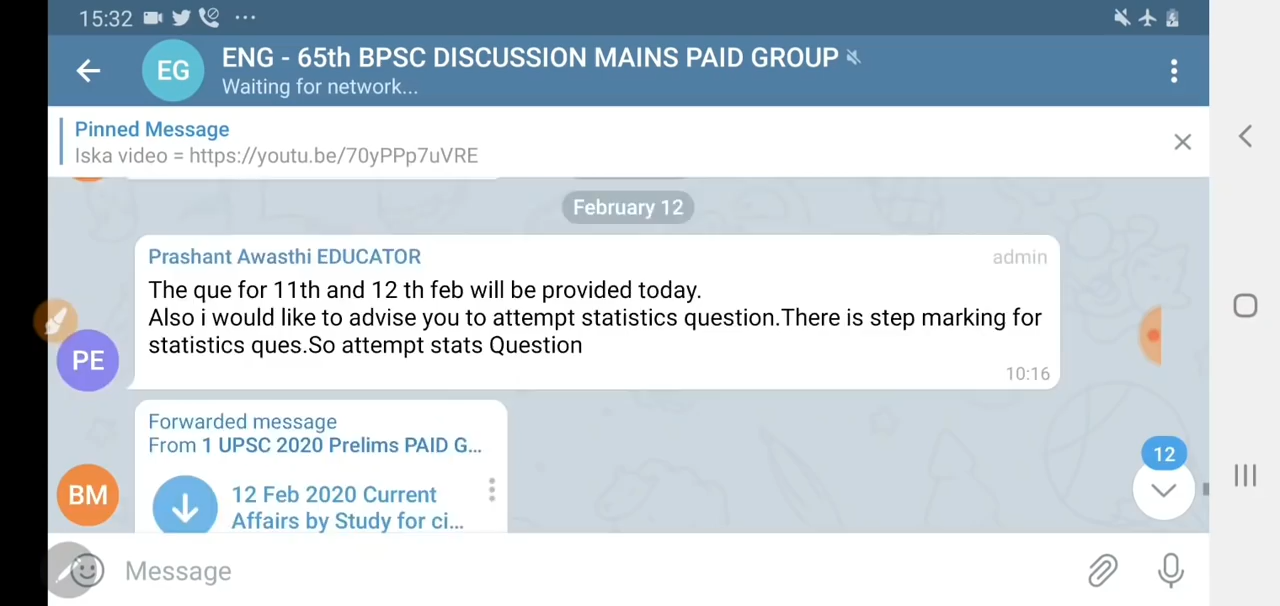 15:32
EG
ENG - 65th BPSC DISCUSSION MAINS PAID GROUP
Waiting for network...
Pinned Message
Iska video = https://youtu.be/70yPPp7uVRE
February 12
Prashant Awasthi EDUCATOR
admin
The que for 11th and 12 th feb will be provided today.
Also i would like to advise you to attempt statistics question.There is step marking for
statistics ques.So attempt stats Question
10:16
PE
Forwarded message
From 1 UPSC 2020 Prelims PAID G...
BM
12 Feb 2020 Current
Affairs by Study for ci...
12
Message